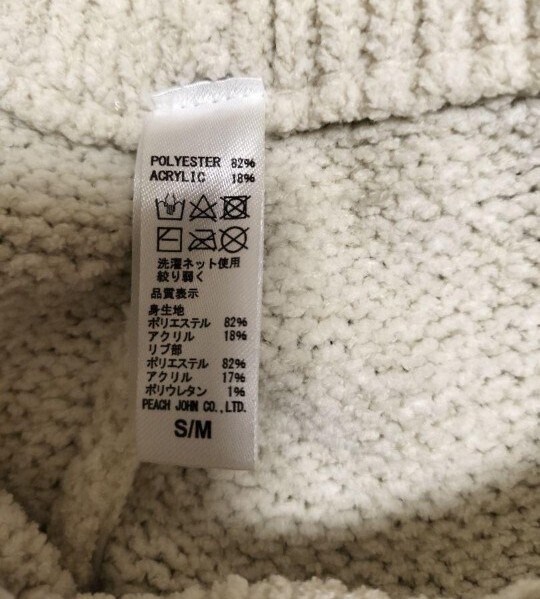 POLYESTER 82%
ACRYLIC 18%
洗濯ネット使用
絞り弱く
品質表示
身生地
ポリエステル 82%
アクリル 18%
リブ部
ポリエステル 82%
アクリル 17%
ポリウレタン 1%
PEACH JOHN CO.,LTD.
S/M